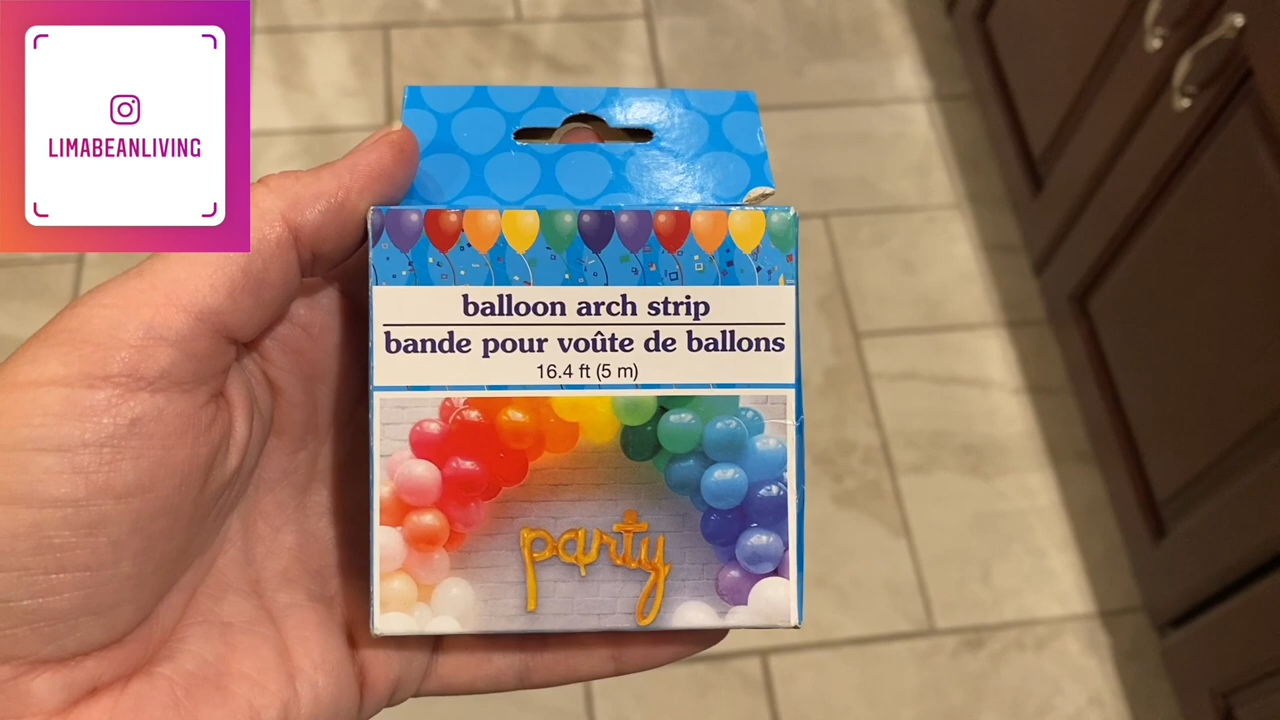 LIMABEANLIVING
balloon arch strip
bande pour voûte de ballons
16.4 ft (5 m)
party